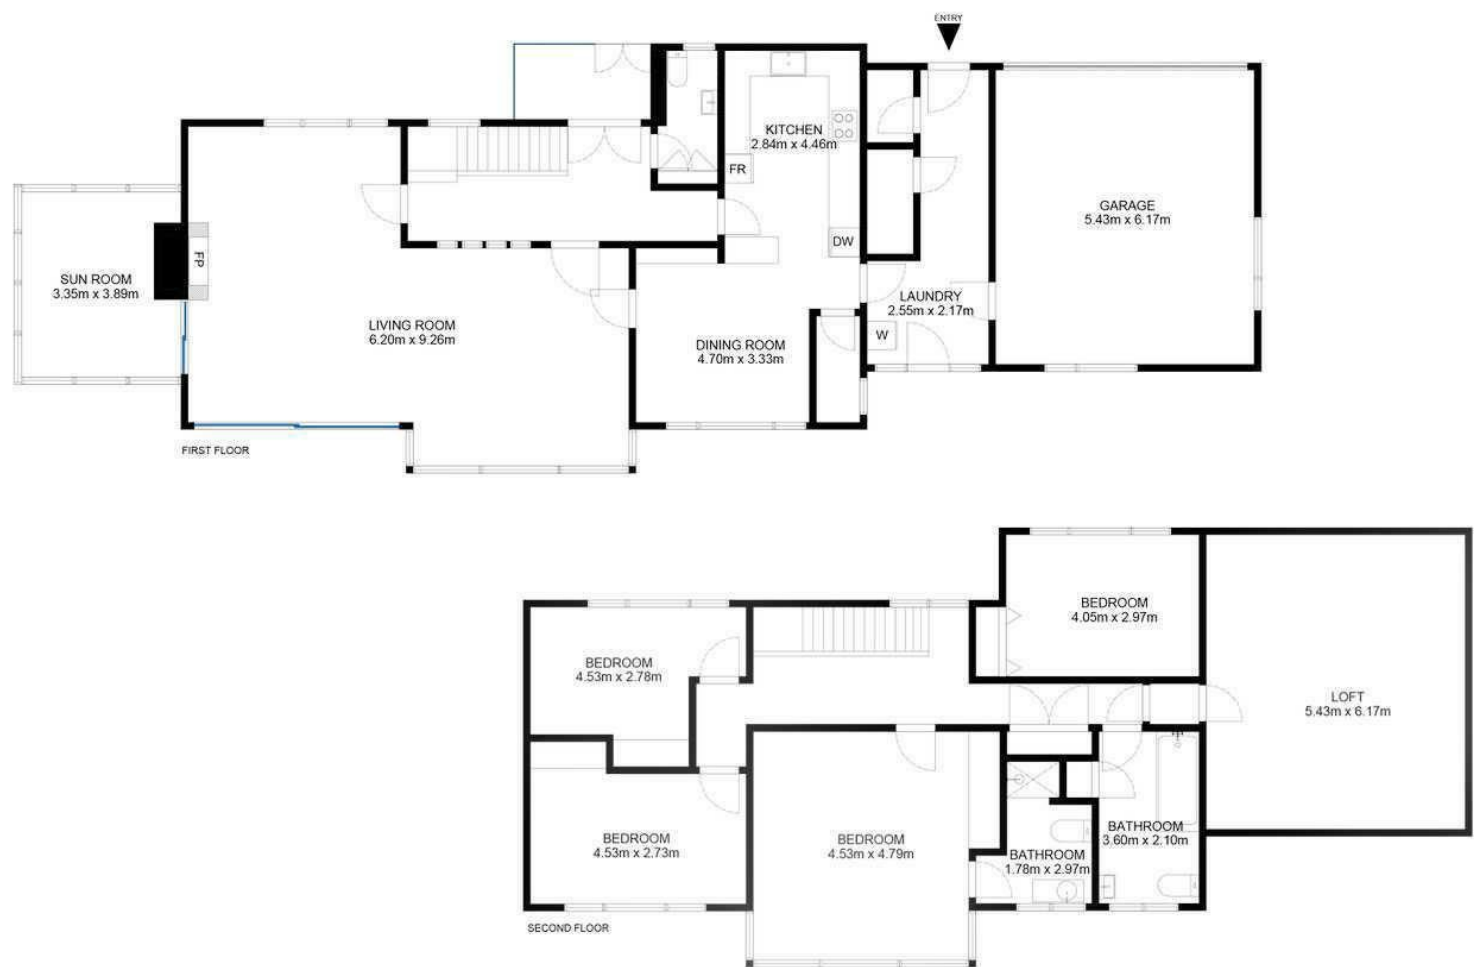 ENTRY
KITCHEN
2.84m x 4.46m
FR
DW
GARAGE
5.43m x 6.17m
FP
SUN ROOM
3.35m x 3.89m
LIVING ROOM
6.20m x 9.26m
DINING ROOM
4.70m x 3.33m
LAUNDRY
2.55m x 2.17m
W
FIRST FLOOR
BEDROOM
4.05m x 2.97m
BEDROOM
4.53m x 2.78m
LOFT
5.43m x 6.17m
BEDROOM
4.53m x 2.73m
BEDROOM
4.53m x 4.79m
BATHROOM
1.78m x 2.97m
BATHROOM
3.60m x 2.10m
SECOND FLOOR